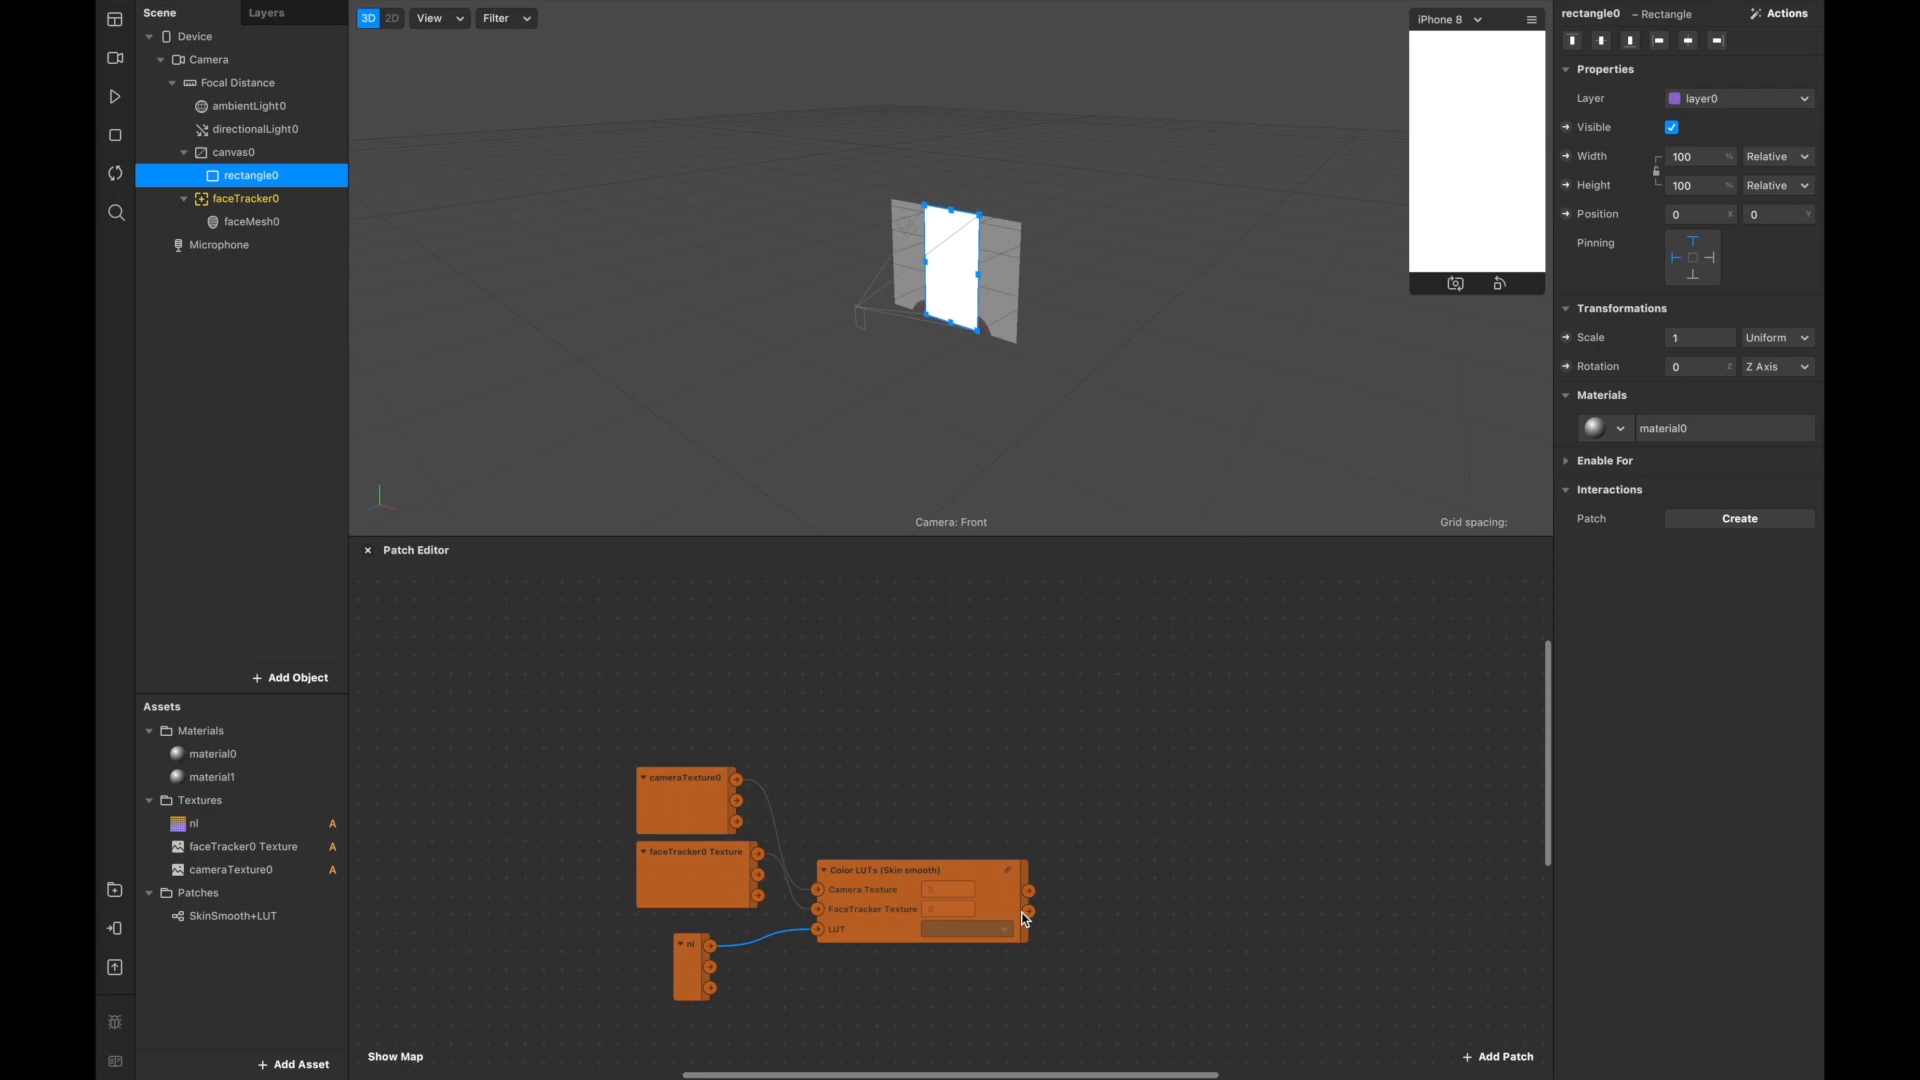 Scene
Layers
Device
Camera
Focal Distance
ambientLight0
directionalLight0
canvas0
rectangle0
faceTracker0
faceMesh0
Microphone
+ Add Object
Assets
Materials
material0
material1
Textures
nl A
faceTracker0 Texture A
cameraTexture0 A
Patches
SkinSmooth+LUT
+ Add Asset
3D 2D View Filter
iPhone 8
Camera: Front
Grid spacing:
Patch Editor
cameraTexture0
faceTracker0 Texture
nl
Color LUTs (Skin smooth)
Camera Texture 0
FaceTracker Texture 0
LUT
Show Map
+ Add Patch
rectangle0 – Rectangle
Actions
Properties
Layer layer0
Visible
Width 100 % Relative
Height 100 % Relative
Position 0 X 0 Y
Pinning
Transformations
Scale 1 Uniform
Rotation 0 Z Z Axis
Materials
material0
Enable For
Interactions
Patch Create